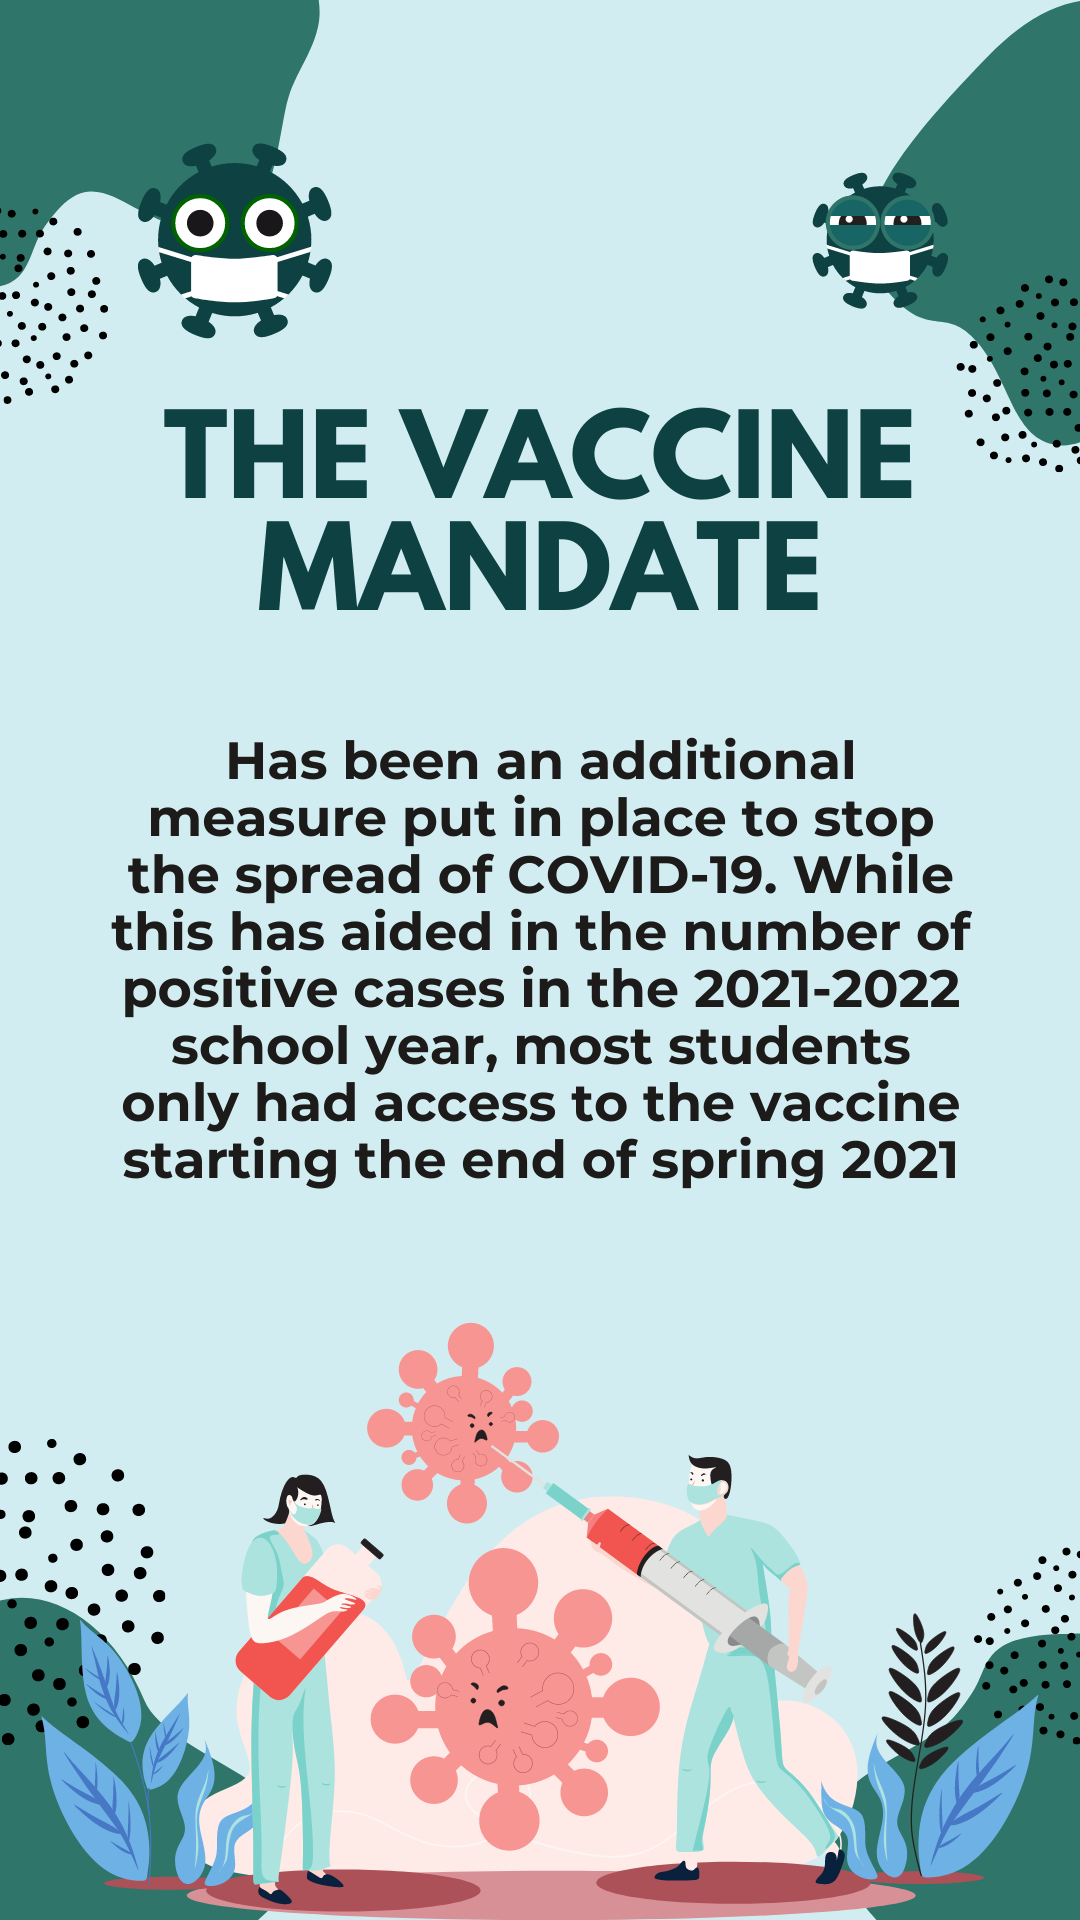 THE VACCINE
MANDATE
Has been an additional
measure put in place to stop
the spread of COVID-19. While
this has aided in the number of
positive cases in the 2021-2022
school year, most students
only had access to the vaccine
starting the end of spring 2021